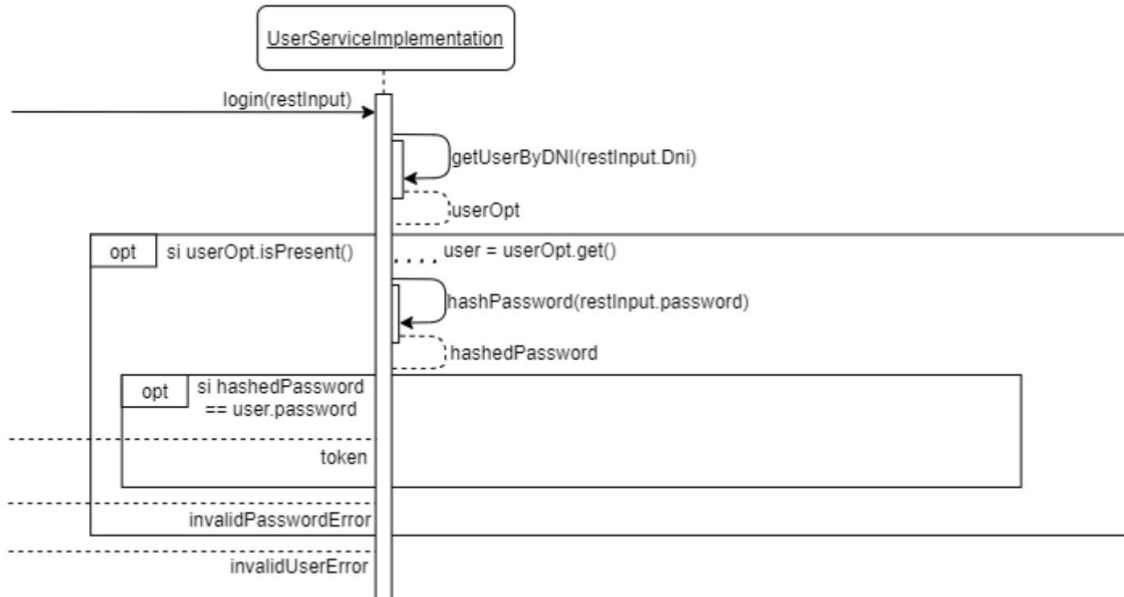 UserServiceImplementation
login(restInput)
getUserByDNI(restInput.Dni)
userOpt
opt
si userOpt.isPresent()
user = userOpt.get()
hashPassword(restInput.password)
hashedPassword
opt
si hashedPassword
== user.password
token
invalidPasswordError
invalidUserError